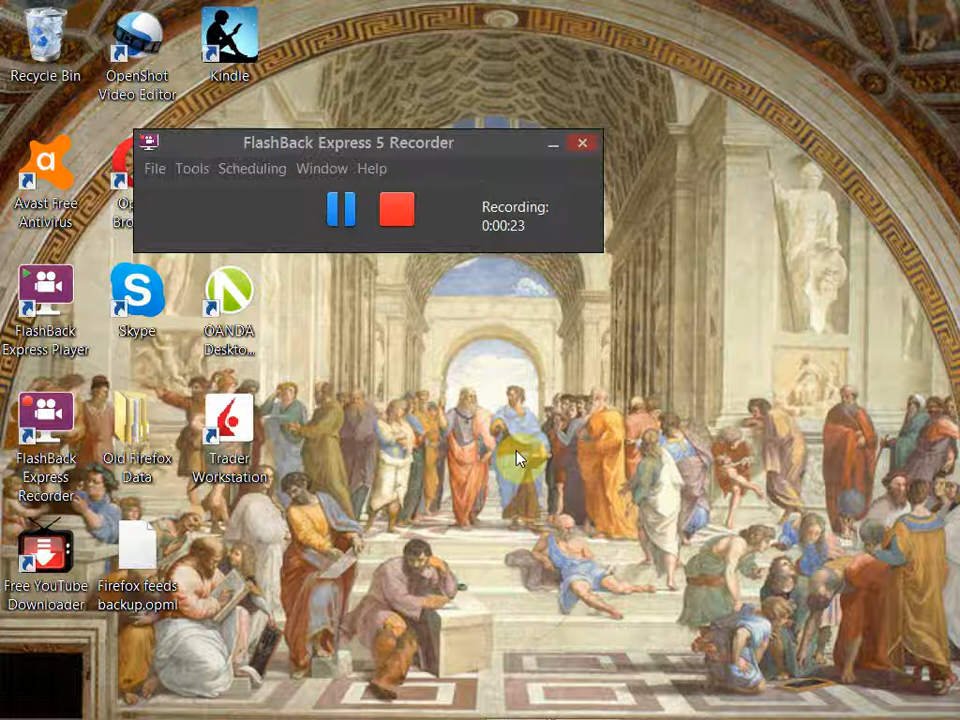 Recycle Bin
OpenShot
Video Editor
Kindle
FlashBack Express 5 Recorder
File Tools Scheduling Window Help
Recording:
0:00:23
Avast Free
Antivirus
FlashBack
Express Player
Skype
OANDA
Deskto...
FlashBack
Express
Recorder
Old Firefox
Data
Trader
Workstation
Free YouTube
Downloader
Firefox feeds
backup.opml